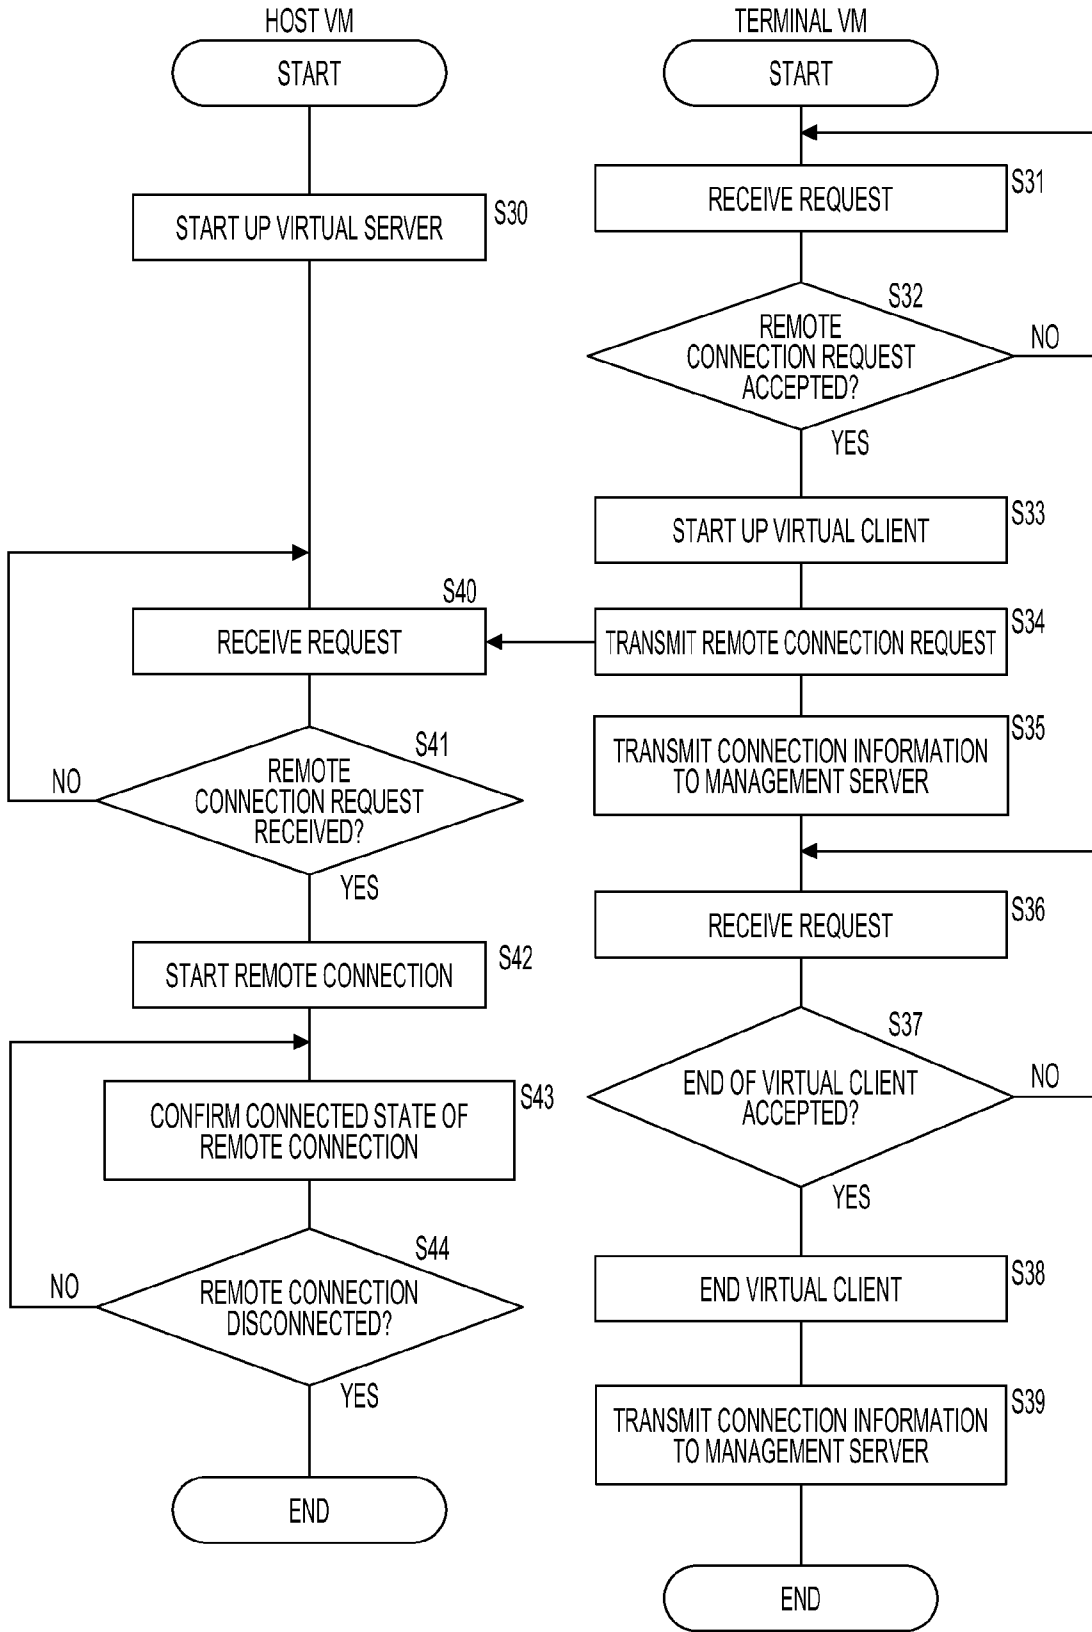 HOST VM
START
START UP VIRTUAL SERVER
S30
S40
RECEIVE REQUEST
S41
REMOTE
CONNECTION REQUEST
RECEIVED?
NO
YES
START REMOTE CONNECTION
S42
CONFIRM CONNECTED STATE OF
REMOTE CONNECTION
S43
S44
REMOTE CONNECTION
DISCONNECTED?
NO
YES
END
TERMINAL VM
START
RECEIVE REQUEST
S31
S32
REMOTE
CONNECTION REQUEST
ACCEPTED?
NO
YES
START UP VIRTUAL CLIENT
S33
TRANSMIT REMOTE CONNECTION REQUEST
S34
TRANSMIT CONNECTION INFORMATION
TO MANAGEMENT SERVER
S35
RECEIVE REQUEST
S36
S37
END OF VIRTUAL CLIENT
ACCEPTED?
NO
YES
END VIRTUAL CLIENT
S38
TRANSMIT CONNECTION INFORMATION
TO MANAGEMENT SERVER
S39
END